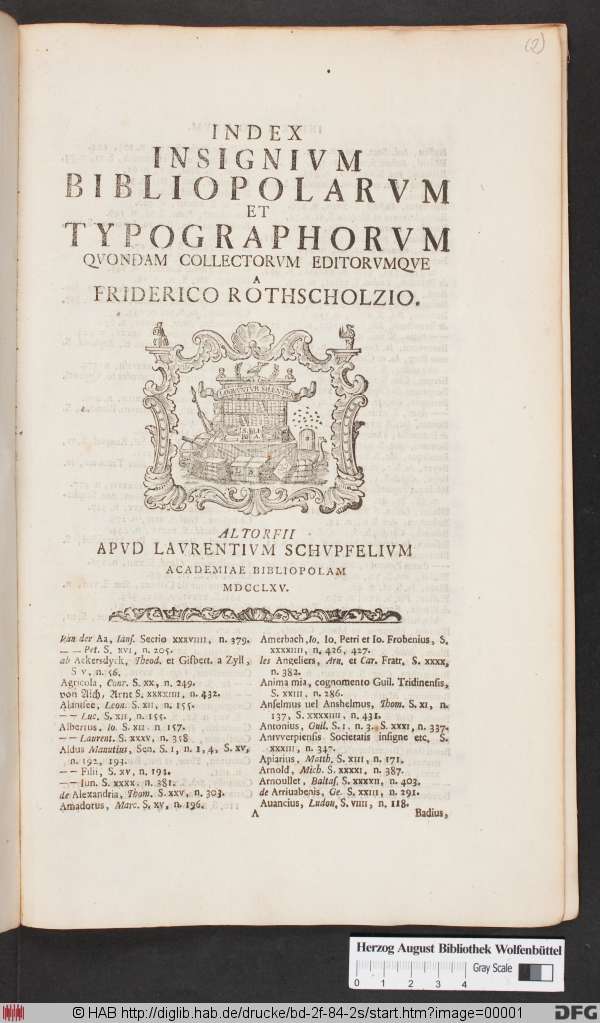 (2)
INDEX
INSIGNIVM
BIBLIOPOLARVM
ET
TYPOGRAPHORVM
QVONDAM COLLECTORVM EDITORVMQVE
A
FRIDERICO ROTHSCHOLZIO.
ALTORFII
APVD LAVRENTIVM SCHVPFELIVM
ACADEMIAE BIBLIOPOLAM
MDCCLXV.
Van der Aa, Sectio XXXVIIII, n. 379.
— — Pet. S. XVI, n. 205.
ab Ackersdyck, Theod. et Gisbert. a Zyll,
S V, n. 56.
Agricola, Conr. S. XX, n. 249.
von Aich, Arnt S. XXXXIIII, n. 432.
Alantsee, Leon. S. XII, n. 155.
— — Luc. S. XII, n. 155.
Albertus, Io. S. XII. n. 157.
— — Laurent. S. XXXV, n. 358
Aldus Manutius, Sen. S. I, n. 1, 4, S. XV,
n. 192, 193.
— — Filii, S. XV, n. 194.
— — Iun. S. XXXX. n. 381.
de Alexandria, Thom. S. XXV, n. 303.
Amadorus, Marc. S. XV, n. 196.
Amerbach, Io. Io. Petri et Io. Frobenius, S.
XXXXIIII, n. 426, 427.
les Angeliers, Arn. et Car. Fratr. S. XXXX,
n. 382.
Anima mia, cognomento Guil. Tridinensis,
S. XXIII, n. 286.
Anselmus uel Anshelmus, Thom. S. XI, n.
137, S. XXXXIIII, n. 431.
Antonius, Guil. S. I. n. 3. S. XXXI, n. 337.
Antvverpiensis Societatis insigne etc. S.
XXXIII, n. 347.
Apiarius, Matth. S. XIII, n. 171.
Arnold, Mich. S. XXXXI, n. 387.
Arnoullet, Baltas. S. XXXXII, n. 403.
de Arriuabenis, Ge. S. XXIII, n. 291.
Auancius, Ludou. S. VIIII, n. 118.
A
Badius,
Herzog August Bibliothek Wolfenbüttel
0 1 2 3 4
Gray Scale
© HAB http://diglib.hab.de/drucke/bd-2f-84-2s/start.htm?image=00001
DFG